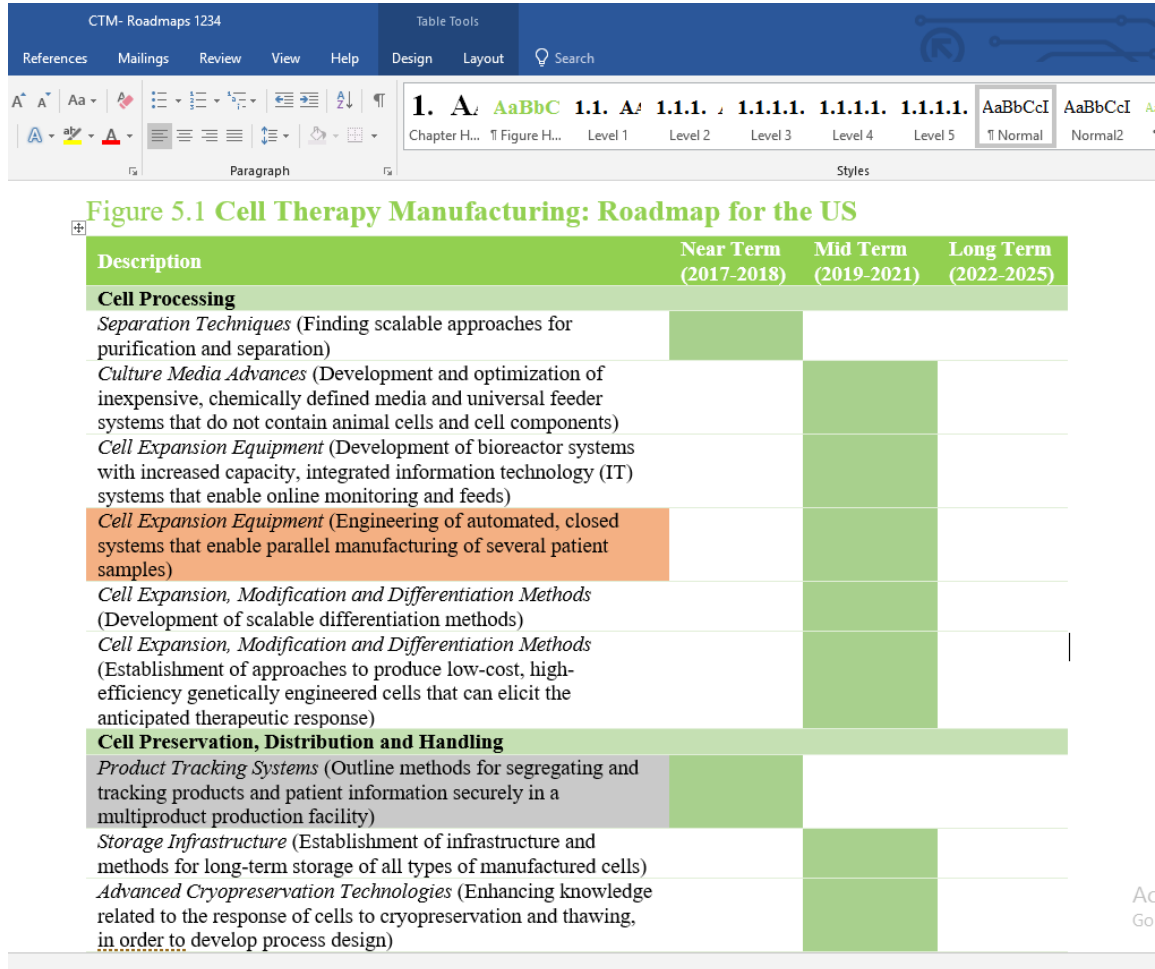 CTM- Roadmaps 1234
Table Tools
References Mailings Review View Help Design Layout Search
Aa
1. A AaBbC 1.1. A 1.1.1. 1.1.1.1. 1.1.1.1. 1.1.1.1. AaBbCcI AaBbCcI
Chapter H... ¶ Figure H... Level 1 Level 2 Level 3 Level 4 Level 5 ¶ Normal Normal2
Paragraph
Styles
Figure 5.1 Cell Therapy Manufacturing: Roadmap for the US
Description
Near Term (2017-2018)
Mid Term (2019-2021)
Long Term (2022-2025)
Cell Processing
Separation Techniques (Finding scalable approaches for
purification and separation)
Culture Media Advances (Development and optimization of
inexpensive, chemically defined media and universal feeder
systems that do not contain animal cells and cell components)
Cell Expansion Equipment (Development of bioreactor systems
with increased capacity, integrated information technology (IT)
systems that enable online monitoring and feeds)
Cell Expansion Equipment (Engineering of automated, closed
systems that enable parallel manufacturing of several patient
samples)
Cell Expansion, Modification and Differentiation Methods
(Development of scalable differentiation methods)
Cell Expansion, Modification and Differentiation Methods
(Establishment of approaches to produce low-cost, high-
efficiency genetically engineered cells that can elicit the
anticipated therapeutic response)
Cell Preservation, Distribution and Handling
Product Tracking Systems (Outline methods for segregating and
tracking products and patient information securely in a
multiproduct production facility)
Storage Infrastructure (Establishment of infrastructure and
methods for long-term storage of all types of manufactured cells)
Advanced Cryopreservation Technologies (Enhancing knowledge
related to the response of cells to cryopreservation and thawing,
in order to develop process design)